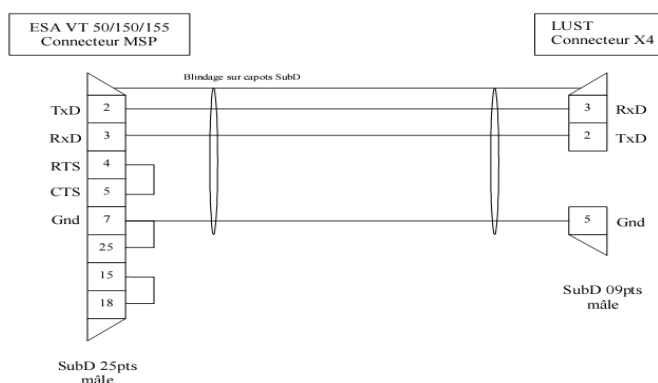 ESA VT 50/150/155
Connecteur MSP
LUST
Connecteur X4
Blindage sur capots SubD
TxD 2 3 RxD
RxD 3 2 TxD
RTS 4
CTS 5
Gnd 7 5 Gnd
25
15
18
SubD 09pts
mâle
SubD 25pts
mâle